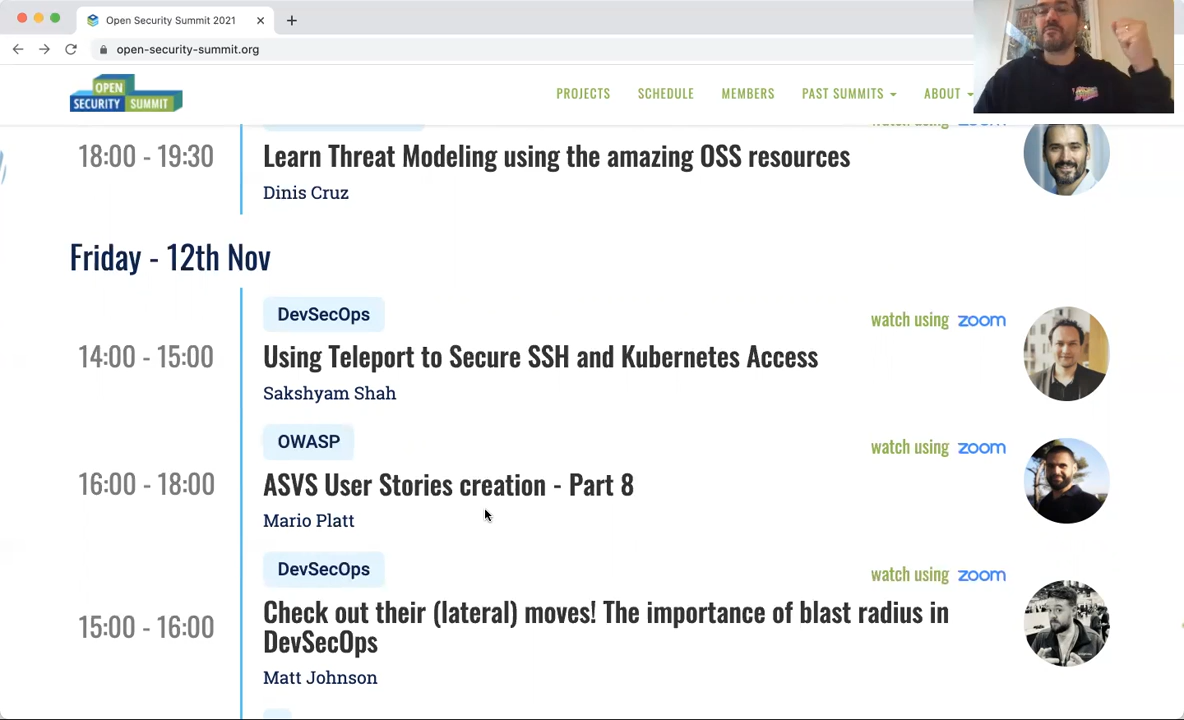 Open Security Summit 2021
open-security-summit.org
OPEN
SECURITY SUMMIT
PROJECTS SCHEDULE MEMBERS PAST SUMMITS ABOUT
watch using zoom
18:00 - 19:30
Learn Threat Modeling using the amazing OSS resources
Dinis Cruz
Friday - 12th Nov
DevSecOps
watch using zoom
14:00 - 15:00
Using Teleport to Secure SSH and Kubernetes Access
Sakshyam Shah
OWASP
watch using zoom
16:00 - 18:00
ASVS User Stories creation - Part 8
Mario Platt
DevSecOps
watch using zoom
15:00 - 16:00
Check out their (lateral) moves! The importance of blast radius in
DevSecOps
Matt Johnson